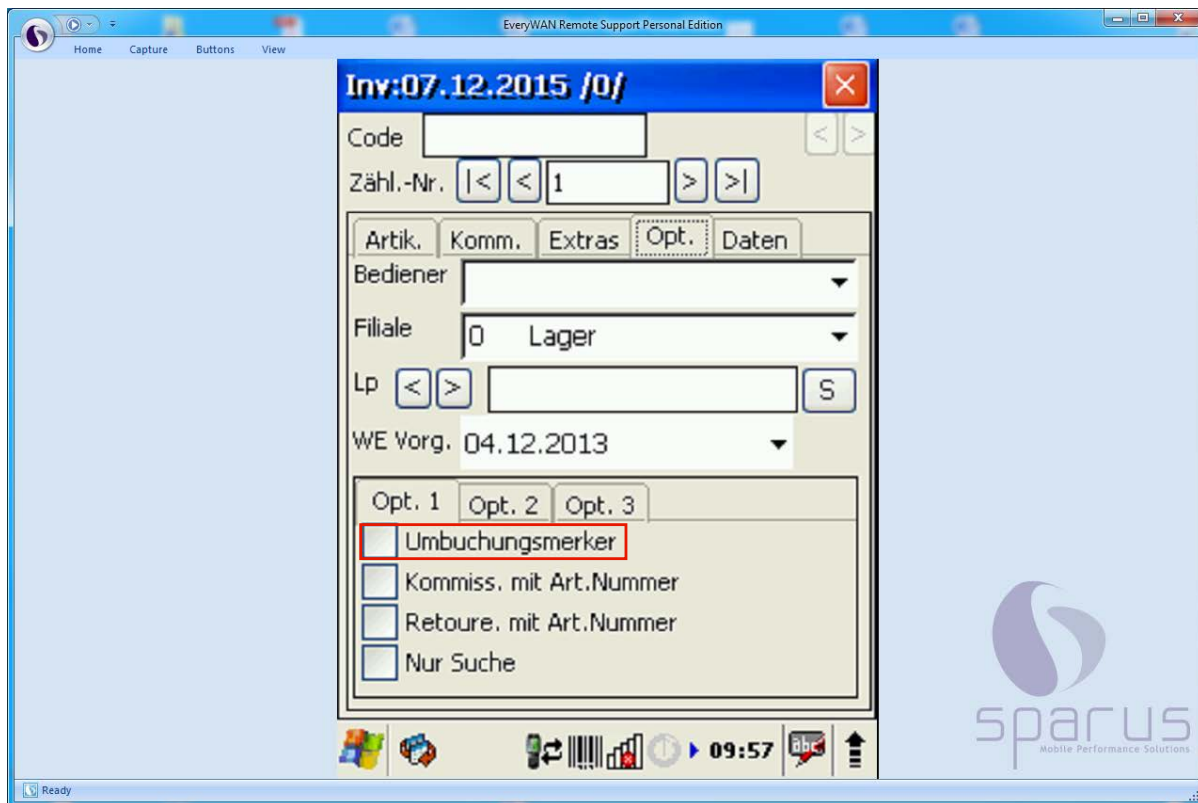 EveryWAN Remote Support Personal Edition
Home Capture Buttons View
Inv:07.12.2015 /0/
Code < >
Zähl.-Nr. |< < 1 > >|
Artik. Komm. Extras Opt. Daten
Bediener
Filiale 0 Lager
Lp < > S
WE Vorg. 04.12.2013
Opt. 1 Opt. 2 Opt. 3
Umbuchungsmerker
Kommiss. mit Art.Nummer
Retoure. mit Art.Nummer
Nur Suche
sparus
Mobile Performance Solutions
09:57 abc
Ready